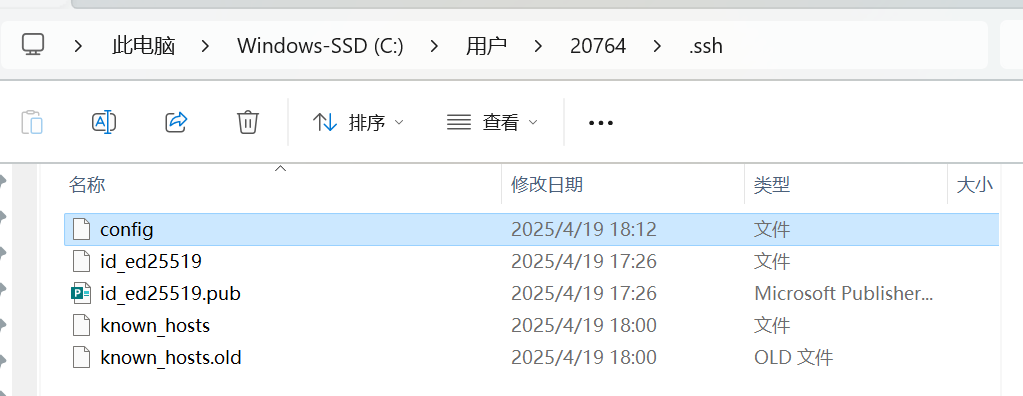 此电脑 > Windows-SSD (C:) > 用户 > 20764 > .ssh
排序 查看
名称 修改日期 类型 大小
config 2025/4/19 18:12 文件
id_ed25519 2025/4/19 17:26 文件
id_ed25519.pub 2025/4/19 17:26 Microsoft Publisher...
known_hosts 2025/4/19 18:00 文件
known_hosts.old 2025/4/19 18:00 OLD 文件